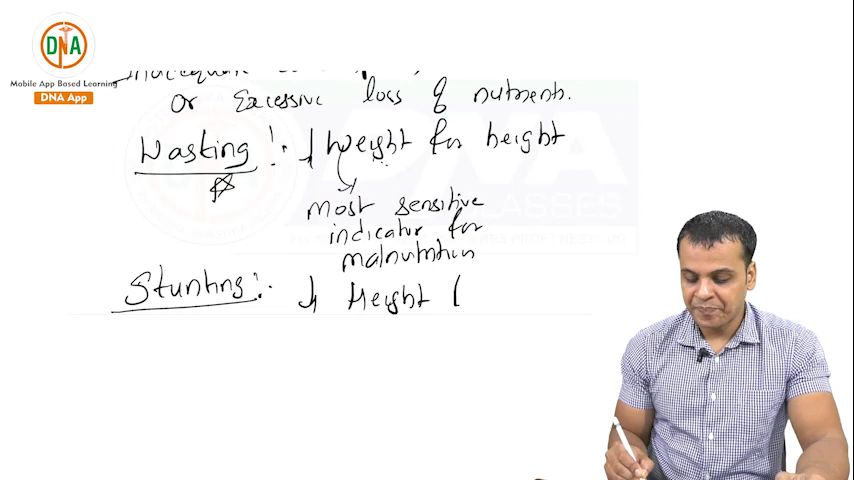 DNA
Mobile App Based Learning
DNA App
or Excessive loss of nutrients.
Wasting :- ↓ Weight for height
most sensitive
indicator for
malnutrition
Stunting :- ↓ Height (